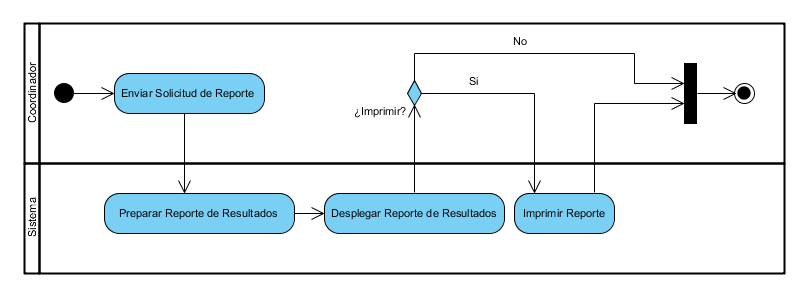 Coordinador
Enviar Solicitud de Reporte
¿Imprimir?
No
Si
Sistema
Preparar Reporte de Resultados
Desplegar Reporte de Resultados
Imprimir Reporte